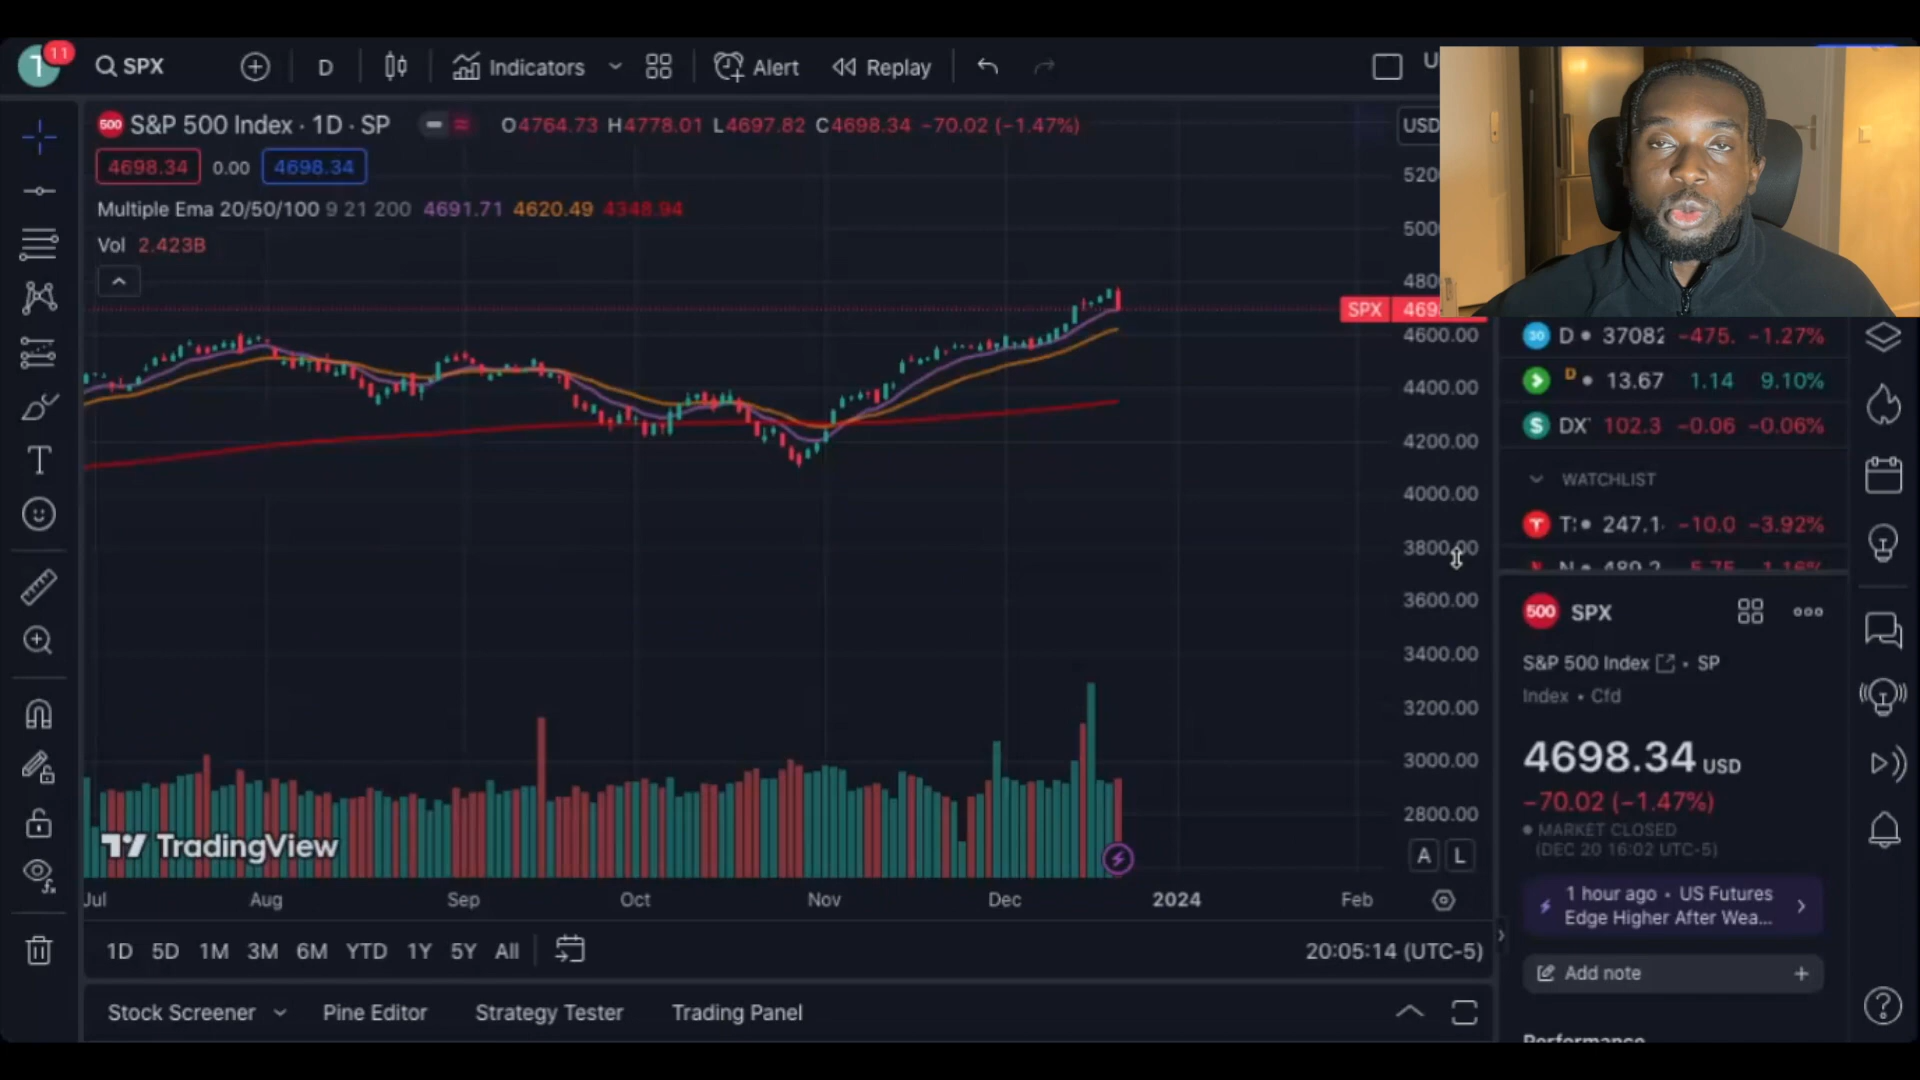 11
SPX
D
Indicators
Alert
Replay
U
500 S&P 500 Index · 1D · SP
O4764.73 H4778.01 L4697.82 C4698.34 −70.02 (−1.47%)
USD
4698.34 0.00 4698.34
Multiple Ema 20/50/100 9 21 200 4691.71 4620.49 4348.94
Vol 2.423B
520
500
480
SPX 469
4600.00
4400.00
4200.00
4000.00
3800.00
3600.00
3400.00
3200.00
3000.00
2800.00
A L
TradingView
Jul Aug Sep Oct Nov Dec 2024 Feb
1D 5D 1M 3M 6M YTD 1Y 5Y All
20:05:14 (UTC-5)
Stock Screener Pine Editor Strategy Tester Trading Panel
30 D 37082 −475. −1.27%
D 13.67 1.14 9.10%
S DX 102.3 −0.06 −0.06%
WATCHLIST
T 247.1 −10.0 −3.92%
500 SPX
S&P 500 Index · SP
Index • Cfd
4698.34 USD
−70.02 (−1.47%)
MARKET CLOSED
(DEC 20 16:02 UTC-5)
1 hour ago • US Futures
Edge Higher After Wea...
Add note
Performance